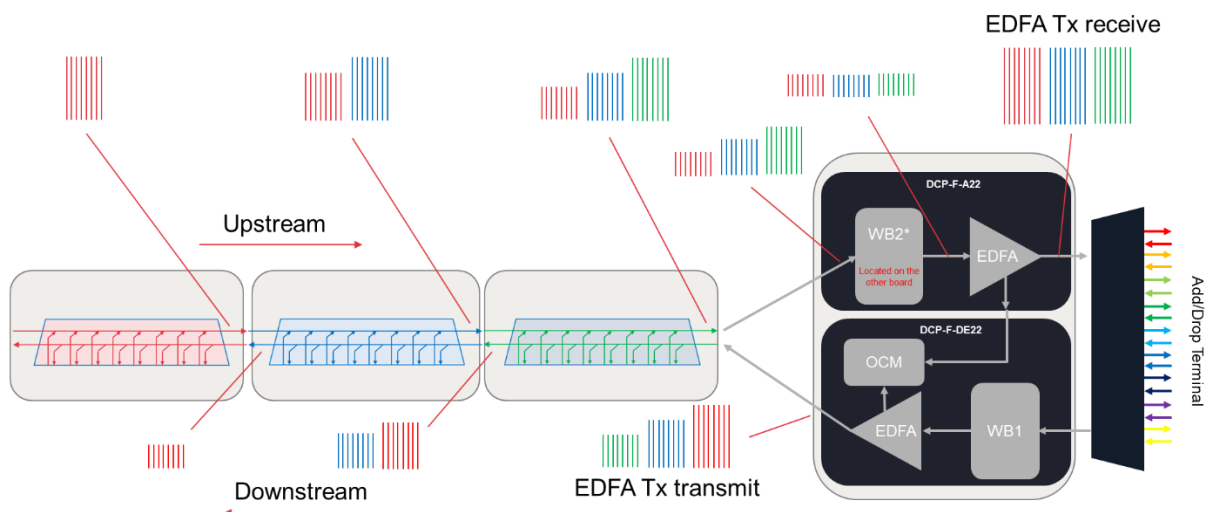 EDFA Tx receive
DCP-F-A22
Upstream
WB2*
Located on the
other board
EDFA
DCP-F-DE22
OCM
EDFA
WB1
Add/Drop Terminal
EDFA Tx transmit
Downstream